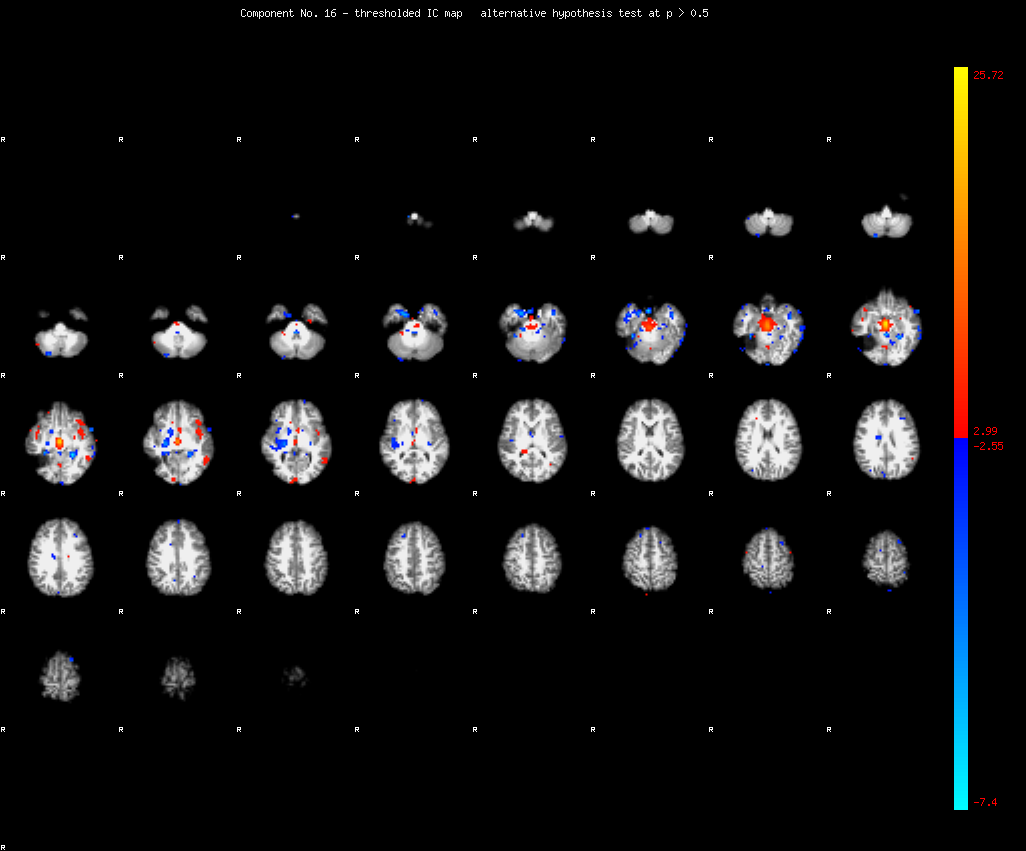 Component No. 16 - thresholded IC map   alternative hypothesis test at p > 0.5
25.72
R R R R R R R R
R R R R R R R R
R R R R R R R R
2.99
-2.55
R R R R R R R R
R R R R R R R R
R R R R R R R R
-7.4
R